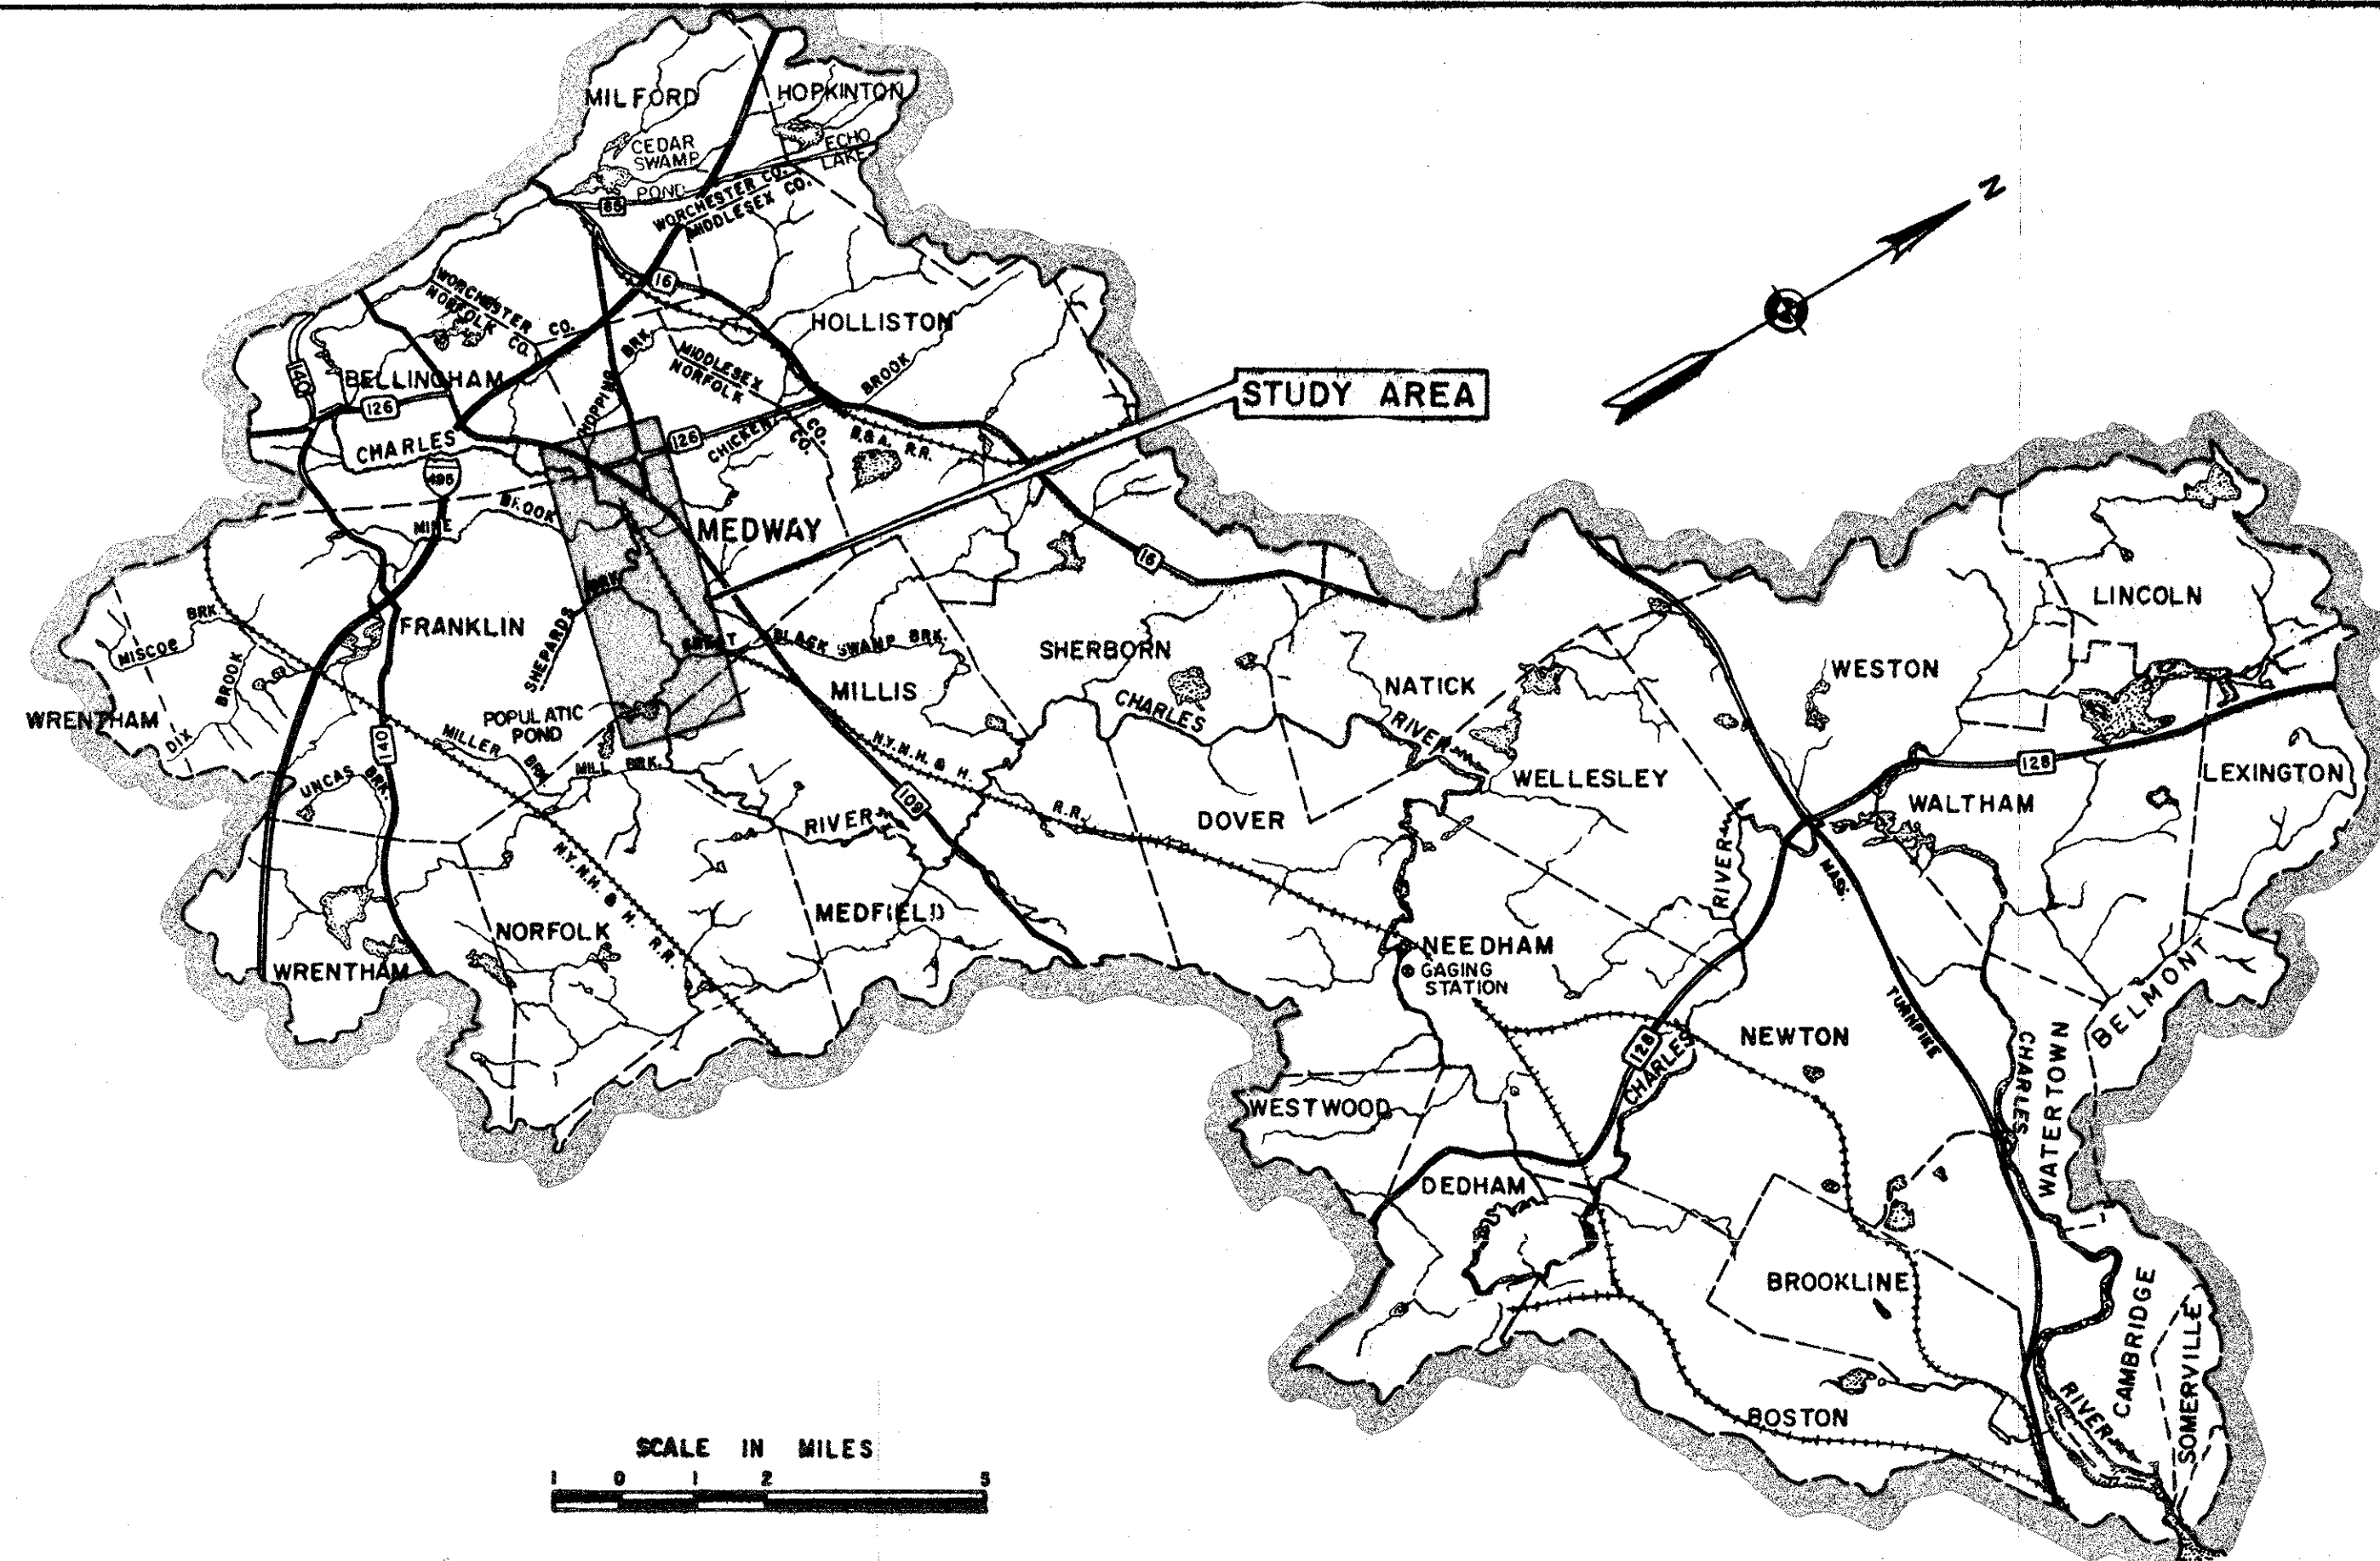 MILFORD
HOPKINTON
CEDAR
SWAMP
POND
ECHO
LAKE
85
WORCHESTER CO.
MIDDLESEX CO.
16
WORCHESTER CO.
NORFOLK CO.
HOLLISTON
N
140
BELLINGHAM
126
HOPPING BRK.
MIDDLESEX CO.
NORFOLK CO.
CHICKEN BROOK
STUDY AREA
CHARLES
126
B.&A. R.R.
495
MINE BROOK
MEDWAY
16
LINCOLN
MISCOE BRK.
FRANKLIN
SHEPARDS BRK.
GREAT BLACK SWAMP BRK.
SHERBORN
WESTON
WRENTHAM
DIX BROOK
MILLIS
CHARLES RIVER
NATICK
POPULATIC
POND
140
MILLER BRK.
MILL BRK.
UNCAS BRK.
N.Y.N.H. & H. R.R.
109
WELLESLEY
128
LEXINGTON
RIVER
DOVER
WALTHAM
RIVER
MASS. TURNPIKE
N.Y.N.H. & H. R.R.
MEDFIELD
NORFOLK
WRENTHAM
NEEDHAM
GAGING
STATION
BELMONT
NEWTON
128
CHARLES
CHARLES
WATERTOWN
WESTWOOD
DEDHAM
BROOKLINE
CAMBRIDGE
SOMERVILLE
RIVER
BOSTON
SCALE IN MILES
1 0 1 2 5